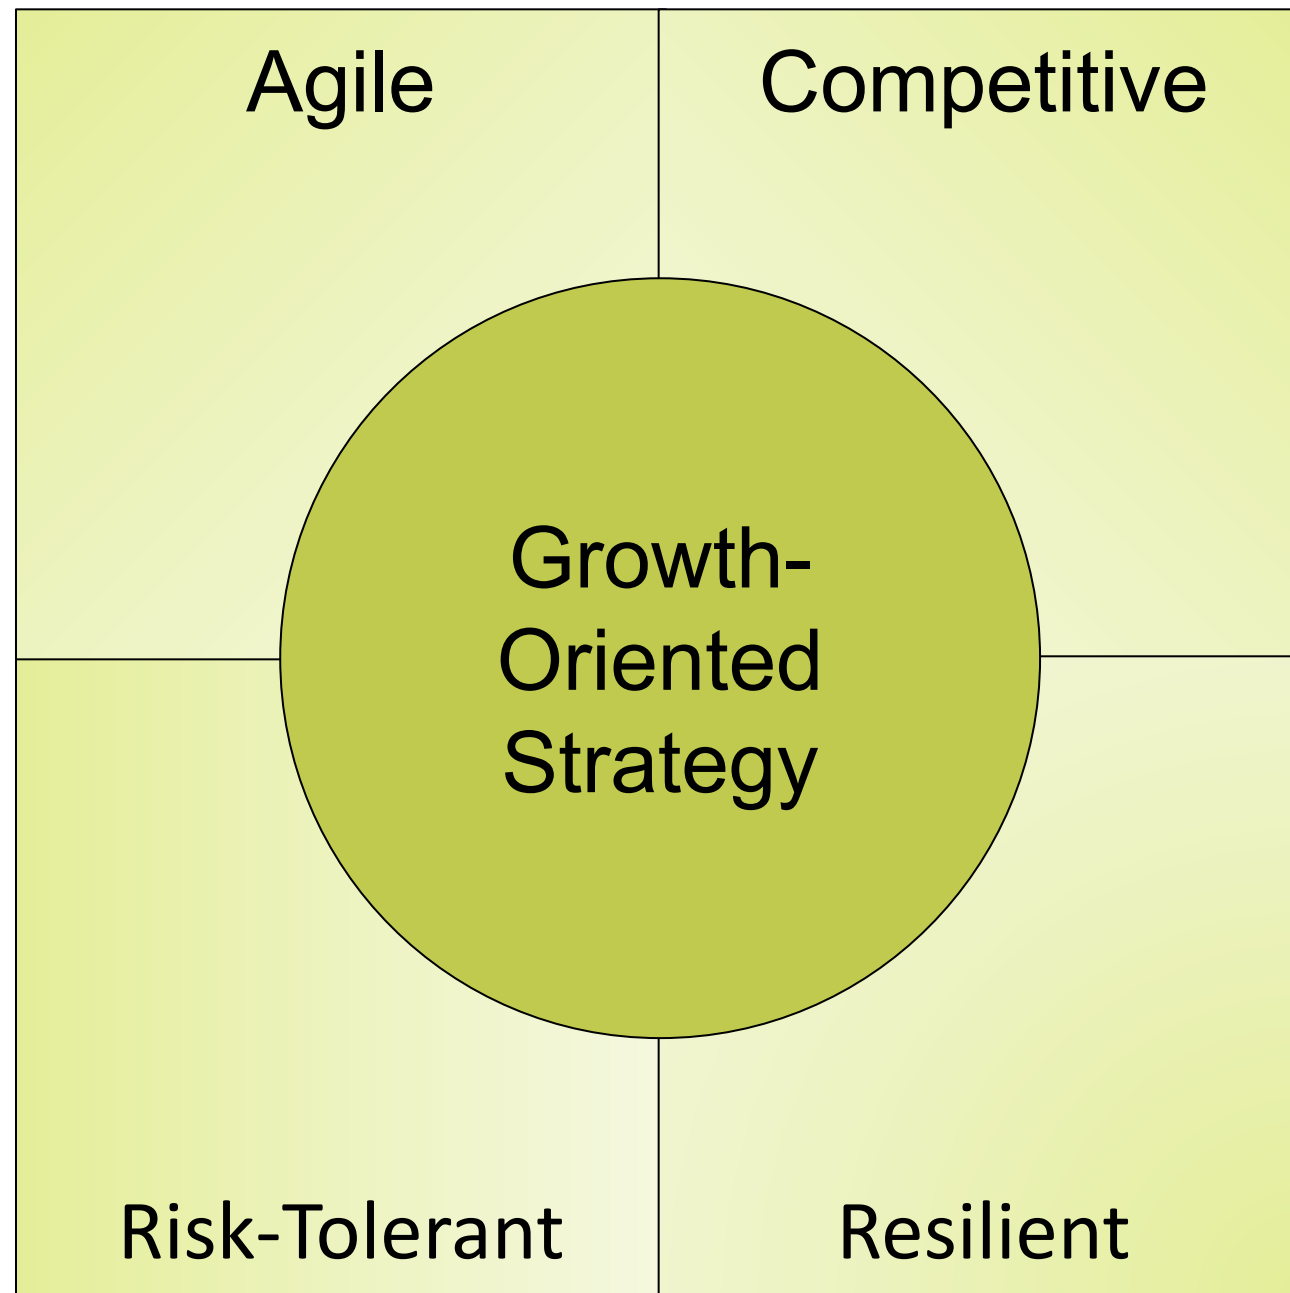 Agile
Competitive
Growth-
Oriented
Strategy
Risk-Tolerant
Resilient